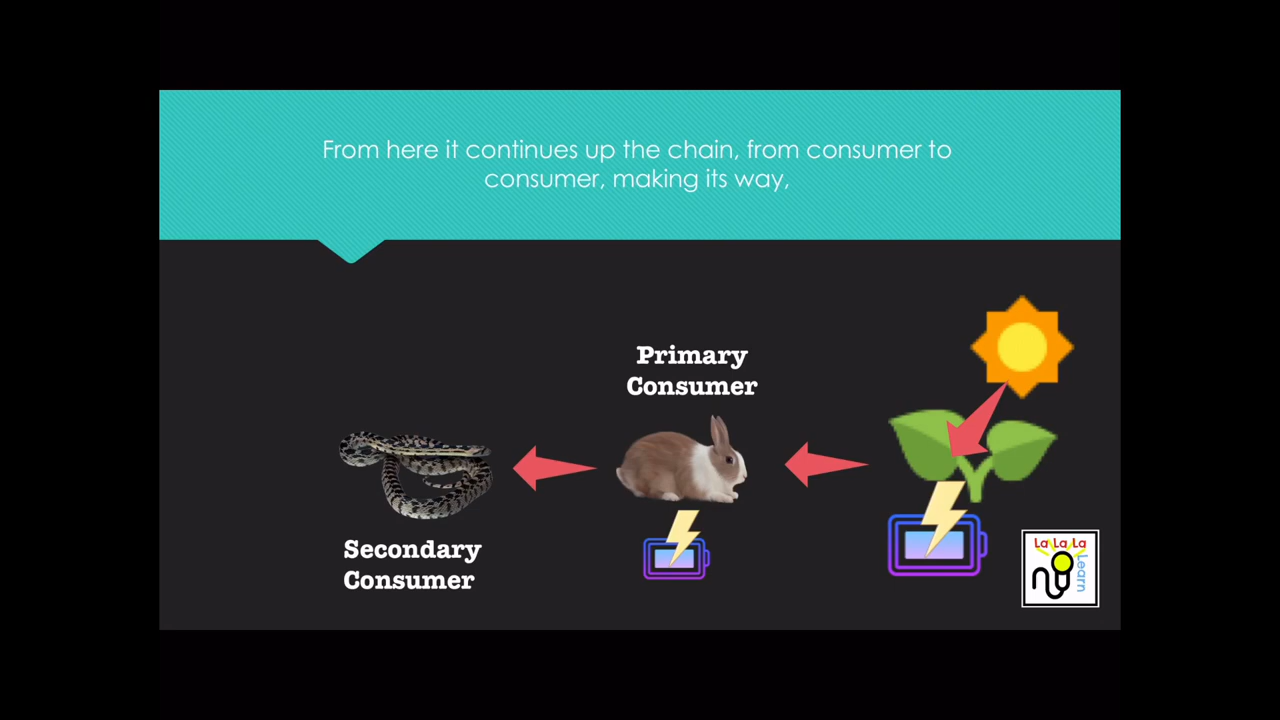 From here it continues up the chain, from consumer to
consumer, making its way,
Primary
Consumer
Secondary
Consumer
La La La
Learn